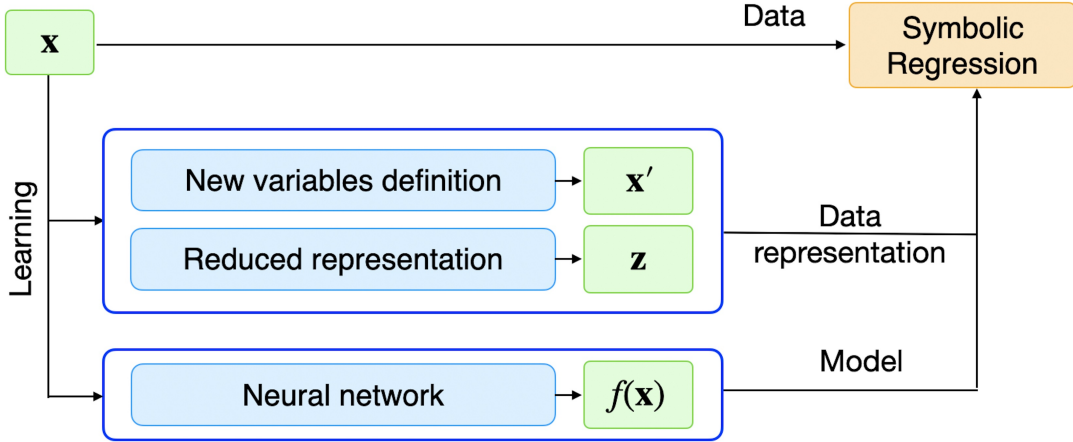 x
Data
Symbolic
Regression
Learning
New variables definition
x′
Reduced representation
z
Data
representation
Neural network
f(x)
Model